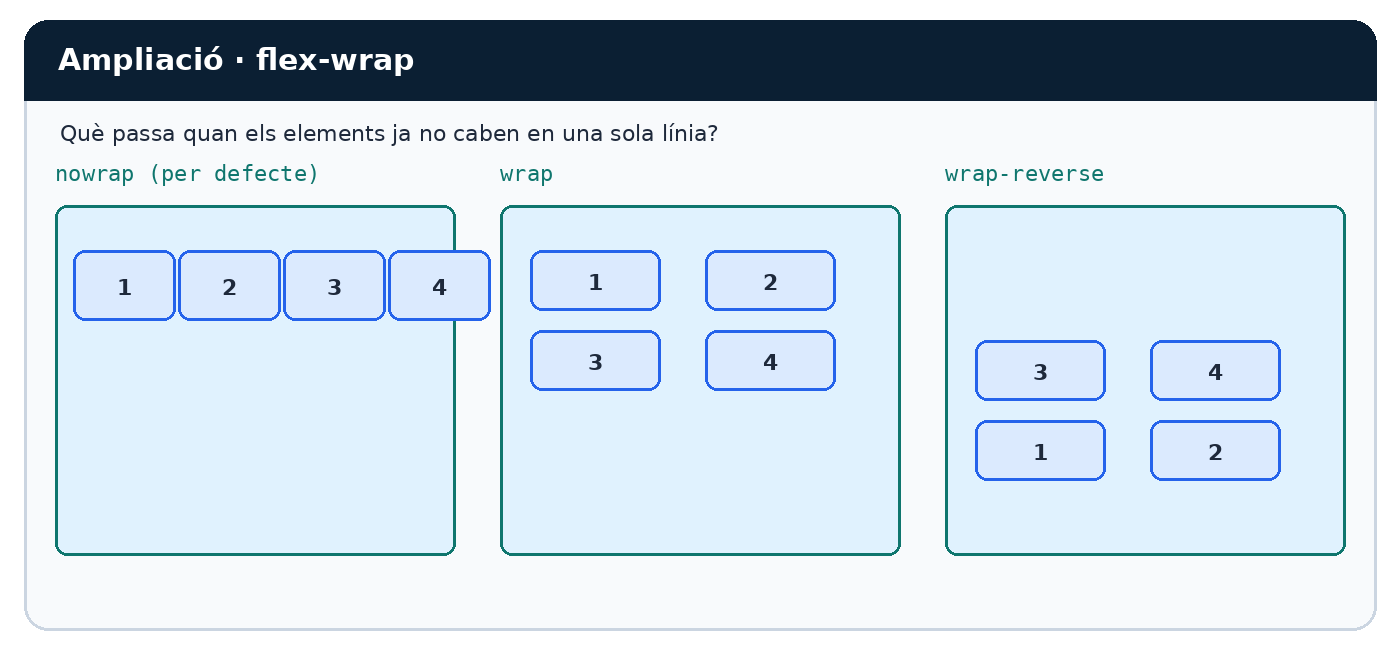 Ampliació · flex-wrap
Què passa quan els elements ja no caben en una sola línia?
nowrap (per defecte)
1 2 3 4
wrap
1 2
3 4
wrap-reverse
3 4
1 2